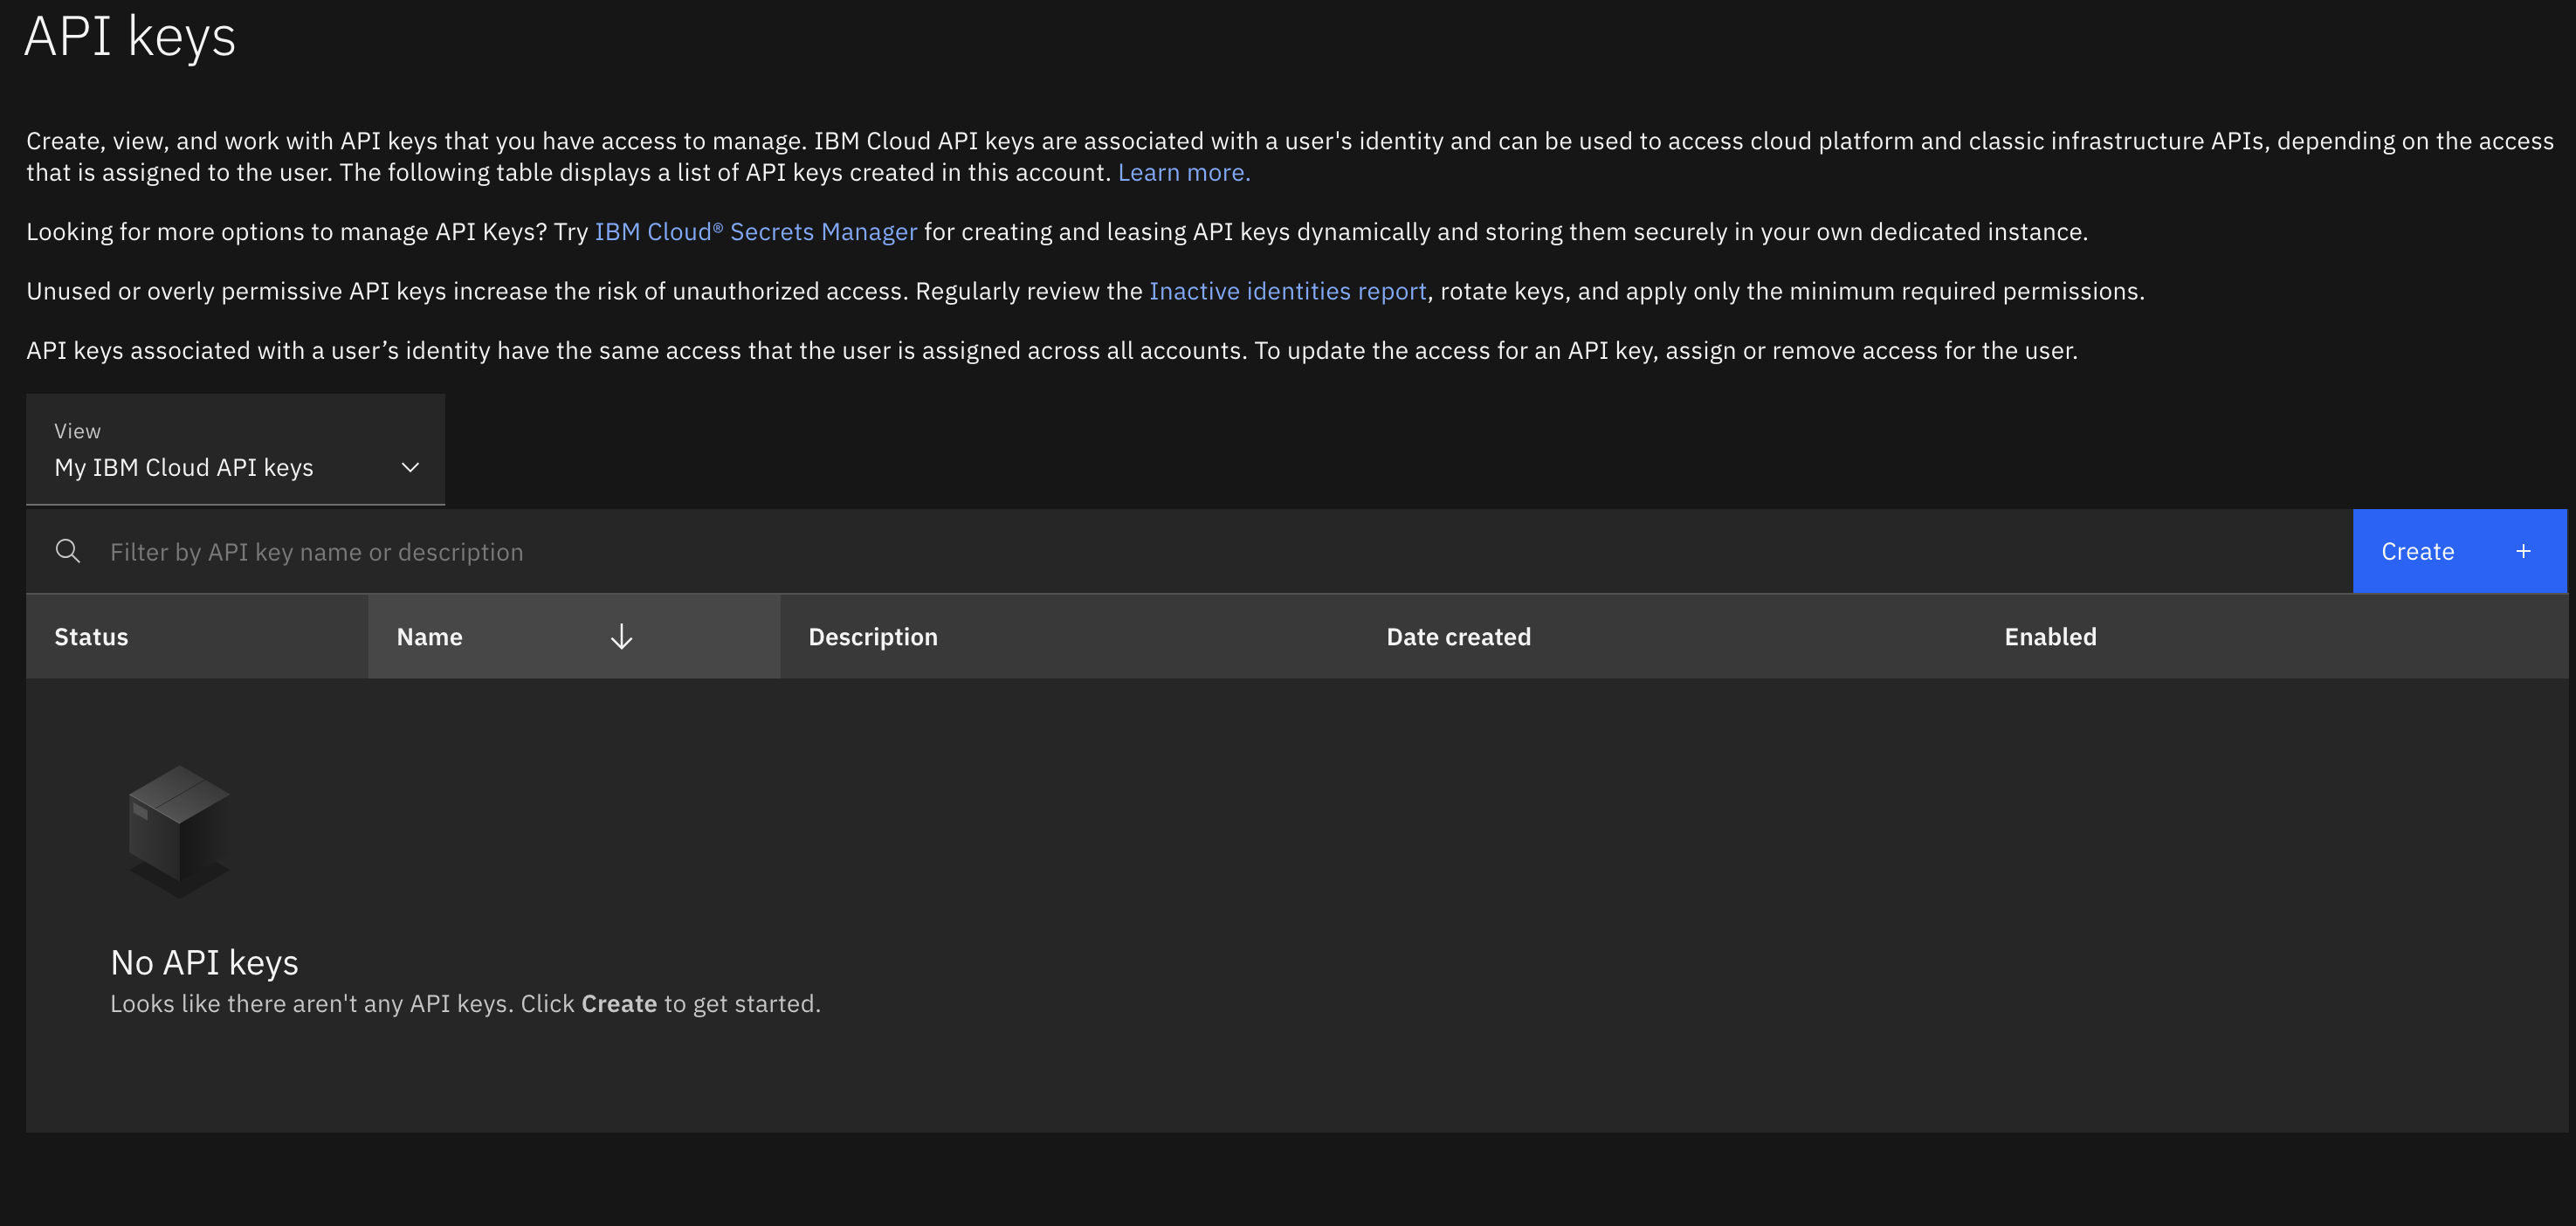 API keys
Create, view, and work with API keys that you have access to manage. IBM Cloud API keys are associated with a user's identity and can be used to access cloud platform and classic infrastructure APIs, depending on the access
that is assigned to the user. The following table displays a list of API keys created in this account. Learn more.
Looking for more options to manage API Keys? Try IBM Cloud® Secrets Manager for creating and leasing API keys dynamically and storing them securely in your own dedicated instance.
Unused or overly permissive API keys increase the risk of unauthorized access. Regularly review the Inactive identities report, rotate keys, and apply only the minimum required permissions.
API keys associated with a user’s identity have the same access that the user is assigned across all accounts. To update the access for an API key, assign or remove access for the user.
View
My IBM Cloud API keys
Filter by API key name or description
Create +
Status Name Description Date created Enabled
No API keys
Looks like there aren't any API keys. Click Create to get started.